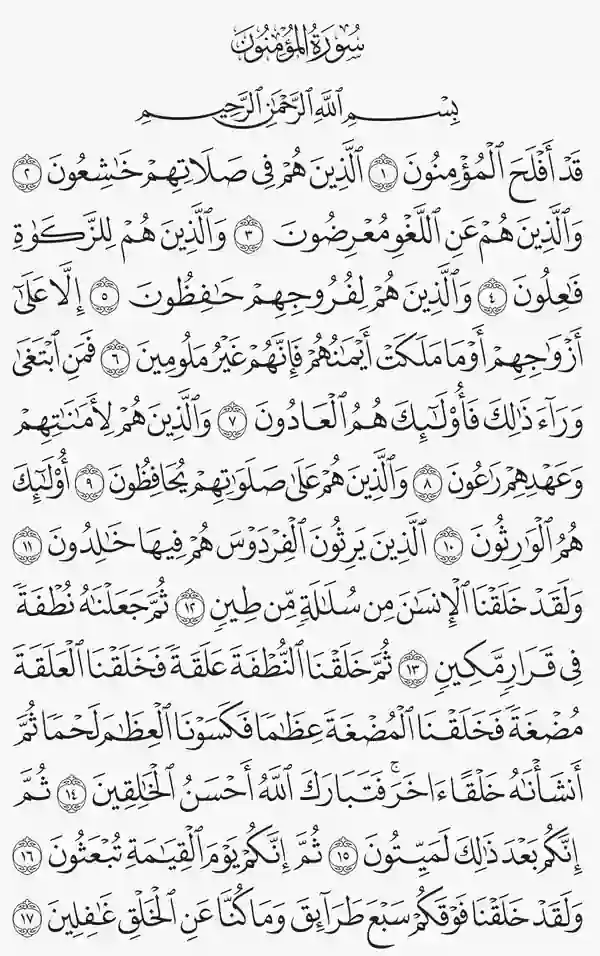 سُورَةُ المُؤْمِنُونَ
بِسْمِ ٱللَّهِ ٱلرَّحْمَٰنِ ٱلرَّحِيمِ
قَدْ أَفْلَحَ ٱلْمُؤْمِنُونَ ١ ٱلَّذِينَ هُمْ فِى صَلَاتِهِمْ خَٰشِعُونَ ٢
وَٱلَّذِينَ هُمْ عَنِ ٱللَّغْوِ مُعْرِضُونَ ٣ وَٱلَّذِينَ هُمْ لِلزَّكَوٰةِ
فَٰعِلُونَ ٤ وَٱلَّذِينَ هُمْ لِفُرُوجِهِمْ حَٰفِظُونَ ٥ إِلَّا عَلَىٰٓ
أَزْوَٰجِهِمْ أَوْ مَا مَلَكَتْ أَيْمَٰنُهُمْ فَإِنَّهُمْ غَيْرُ مَلُومِينَ ٦ فَمَنِ ٱبْتَغَىٰ
وَرَآءَ ذَٰلِكَ فَأُو۟لَٰٓئِكَ هُمُ ٱلْعَادُونَ ٧ وَٱلَّذِينَ هُمْ لِأَمَٰنَٰتِهِمْ
وَعَهْدِهِمْ رَٰعُونَ ٨ وَٱلَّذِينَ هُمْ عَلَىٰ صَلَوَٰتِهِمْ يُحَافِظُونَ ٩ أُو۟لَٰٓئِكَ
هُمُ ٱلْوَٰرِثُونَ ١٠ ٱلَّذِينَ يَرِثُونَ ٱلْفِرْدَوْسَ هُمْ فِيهَا خَٰلِدُونَ ١١
وَلَقَدْ خَلَقْنَا ٱلْإِنسَٰنَ مِن سُلَٰلَةٍ مِّن طِينٍ ١٢ ثُمَّ جَعَلْنَٰهُ نُطْفَةً
فِى قَرَارٍ مَّكِينٍ ١٣ ثُمَّ خَلَقْنَا ٱلنُّطْفَةَ عَلَقَةً فَخَلَقْنَا ٱلْعَلَقَةَ
مُضْغَةً فَخَلَقْنَا ٱلْمُضْغَةَ عِظَٰمًا فَكَسَوْنَا ٱلْعِظَٰمَ لَحْمًا ثُمَّ
أَنشَأْنَٰهُ خَلْقًا ءَاخَرَ ۚ فَتَبَارَكَ ٱللَّهُ أَحْسَنُ ٱلْخَٰلِقِينَ ١٤ ثُمَّ
إِنَّكُم بَعْدَ ذَٰلِكَ لَمَيِّتُونَ ١٥ ثُمَّ إِنَّكُمْ يَوْمَ ٱلْقِيَٰمَةِ تُبْعَثُونَ ١٦
وَلَقَدْ خَلَقْنَا فَوْقَكُمْ سَبْعَ طَرَآئِقَ وَمَا كُنَّا عَنِ ٱلْخَلْقِ غَٰفِلِينَ ١٧